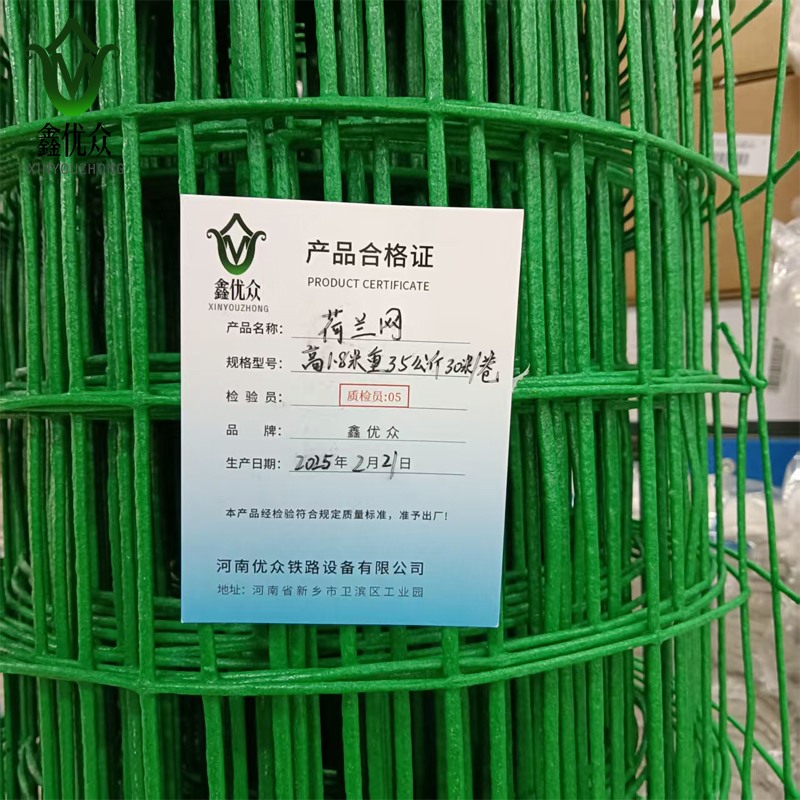 鑫优众
XINYOUZHONG
鑫优众
XINYOUZHONG
产品合格证
PRODUCT CERTIFICATE
产品名称: 荷兰网
规格型号: 高1.8米重35公斤30米/卷
检 验 员: 质检员:05
品 牌: 鑫优众
生产日期: 2025年2月21日
本产品经检验符合规定质量标准，准予出厂！
河南优众铁路设备有限公司
地址：河南省新乡市卫滨区工业园